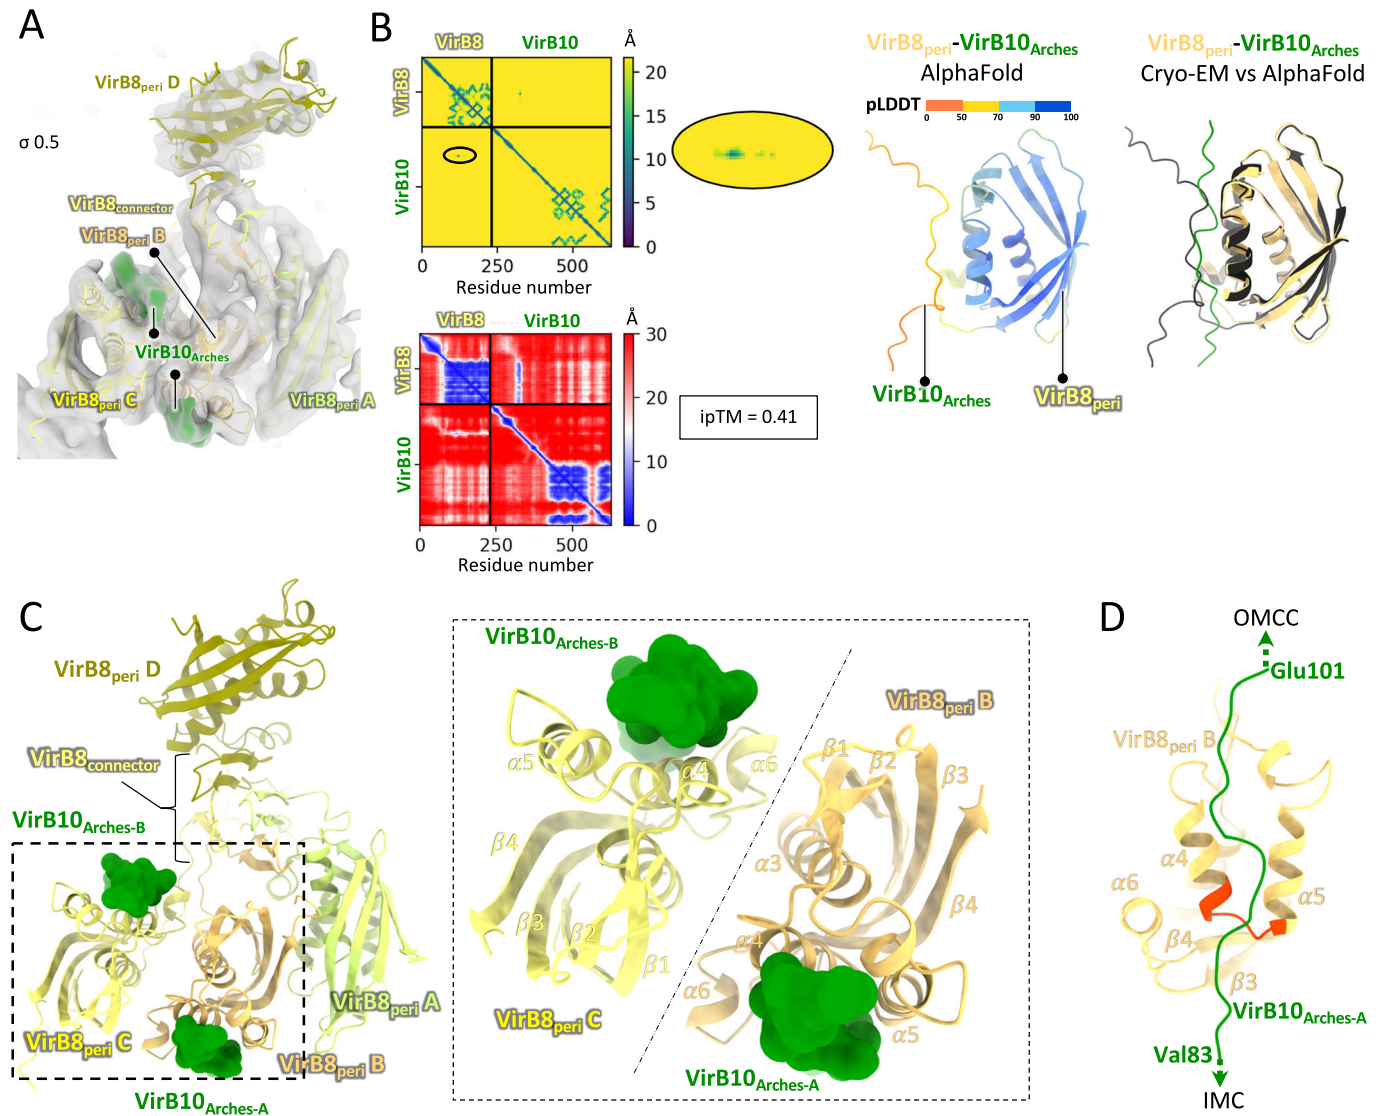 A
VirB8peri D
σ 0.5
VirB8connector
VirB8peri B
VirB10Arches
VirB8peri C
VirB8peri A
B
VirB8
VirB10
Å
VirB8
VirB10
20
15
10
5
0
0
250
500
Residue number
VirB8
VirB10
Å
VirB8
VirB10
30
20
10
0
0
250
500
Residue number
ipTM = 0.41
VirB8peri-VirB10Arches
AlphaFold
pLDDT
0 50 70 90 100
VirB10Arches
VirB8peri
VirB8peri-VirB10Arches
Cryo-EM vs AlphaFold
C
VirB8peri D
VirB8connector
VirB10Arches-B
VirB8peri C
VirB8peri A
VirB8peri B
VirB10Arches-A
VirB10Arches-B
α5
α4
α6
β4
β3
β2
β1
VirB8peri C
VirB8peri B
β1
β2
β3
α3
β4
α4
α6
α5
VirB10Arches-A
D
OMCC
Glu101
VirB8peri B
α4
α6
α5
β4
β3
VirB10Arches-A
Val83
IMC